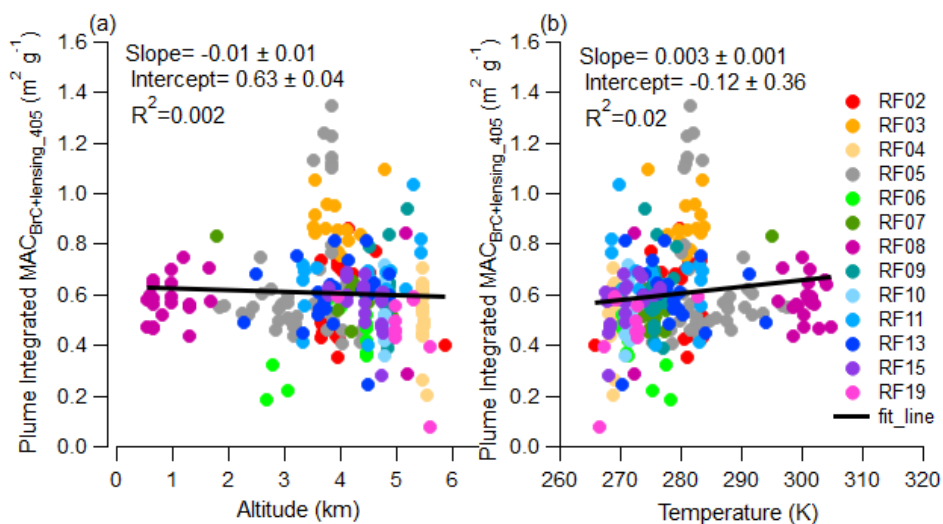 (a)
Slope= -0.01 ± 0.01
Intercept= 0.63 ± 0.04
R²=0.002
Plume Integrated MAC_BrC+lensing_405 (m² g⁻¹)
1.6
1.4
1.2
1.0
0.8
0.6
0.4
0.2
0.0
0 1 2 3 4 5 6
Altitude (km)
(b)
Slope= 0.003 ± 0.001
Intercept= -0.12 ± 0.36
R²=0.02
Plume Integrated MAC_BrC+lensing_405 (m² g⁻¹)
1.6
1.4
1.2
1.0
0.8
0.6
0.4
0.2
0.0
260 270 280 290 300 310 320
Temperature (K)
RF02
RF03
RF04
RF05
RF06
RF07
RF08
RF09
RF10
RF11
RF13
RF15
RF19
fit_line